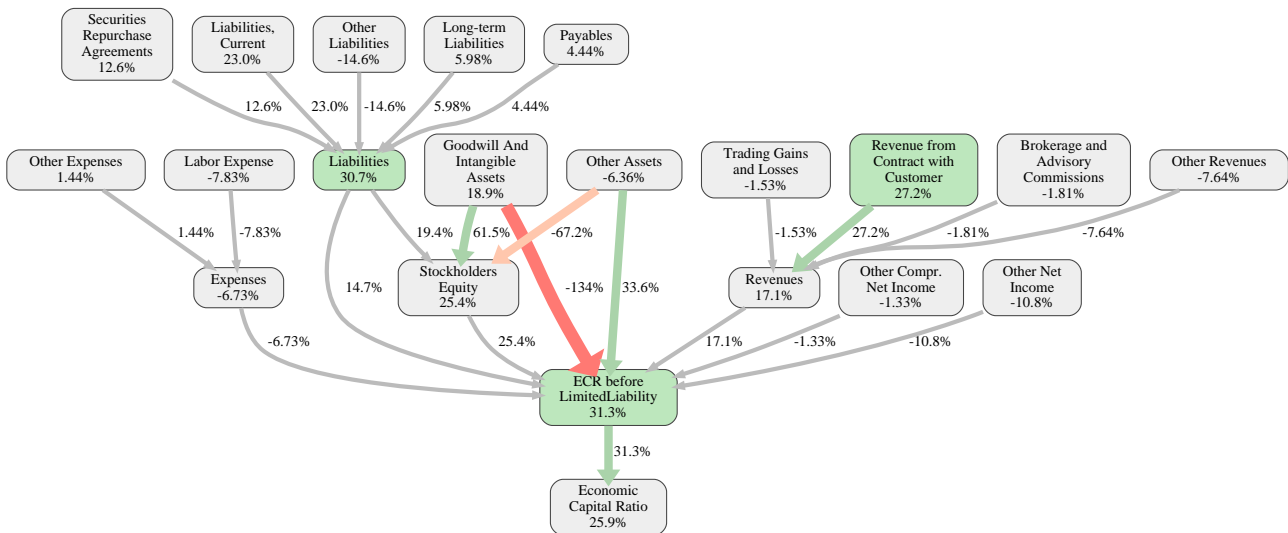 Securities
Repurchase
Agreements
12.6%
Liabilities,
Current
23.0%
Other
Liabilities
-14.6%
Long-term
Liabilities
5.98%
Payables
4.44%
12.6%
23.0%
-14.6%
5.98%
4.44%
Other Expenses
1.44%
Labor Expense
-7.83%
Liabilities
30.7%
Goodwill And
Intangible
Assets
18.9%
Other Assets
-6.36%
Trading Gains
and Losses
-1.53%
Revenue from
Contract with
Customer
27.2%
Brokerage and
Advisory
Commissions
-1.81%
Other Revenues
-7.64%
1.44%
-7.83%
19.4%
61.5%
-67.2%
-1.53%
27.2%
-1.81%
-7.64%
Expenses
-6.73%
14.7%
Stockholders
Equity
25.4%
-134%
33.6%
Revenues
17.1%
Other Compr.
Net Income
-1.33%
Other Net
Income
-10.8%
-6.73%
25.4%
17.1%
-1.33%
-10.8%
ECR before
LimitedLiability
31.3%
31.3%
Economic
Capital Ratio
25.9%